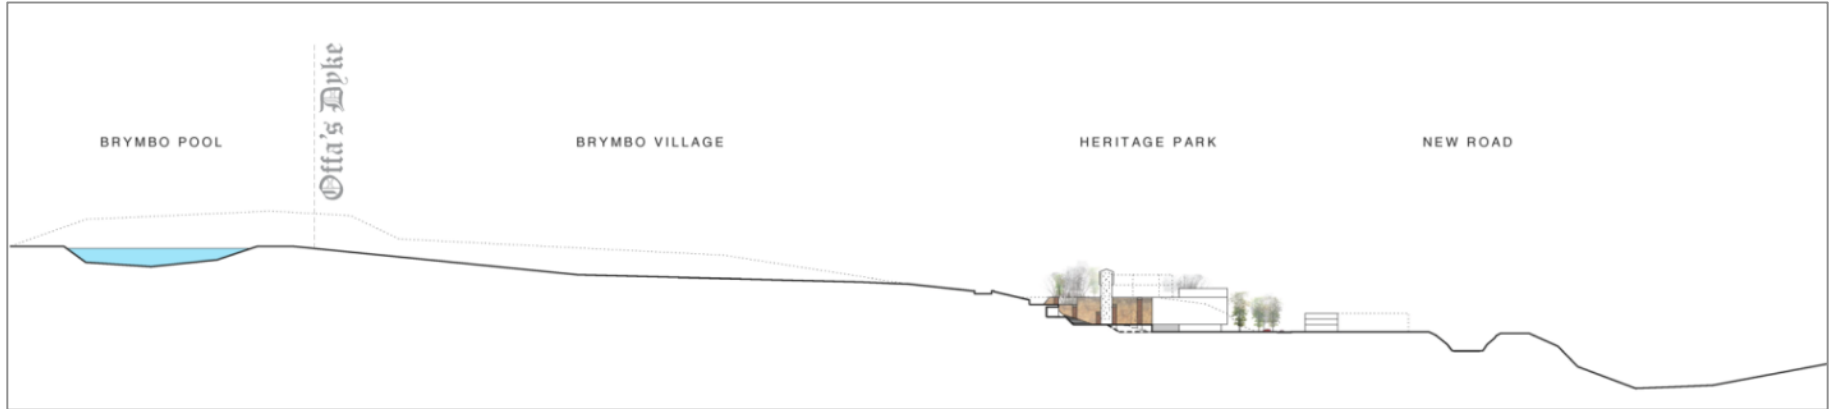 BRYMBO POOL
Offa's Dyke
BRYMBO VILLAGE
HERITAGE PARK
NEW ROAD